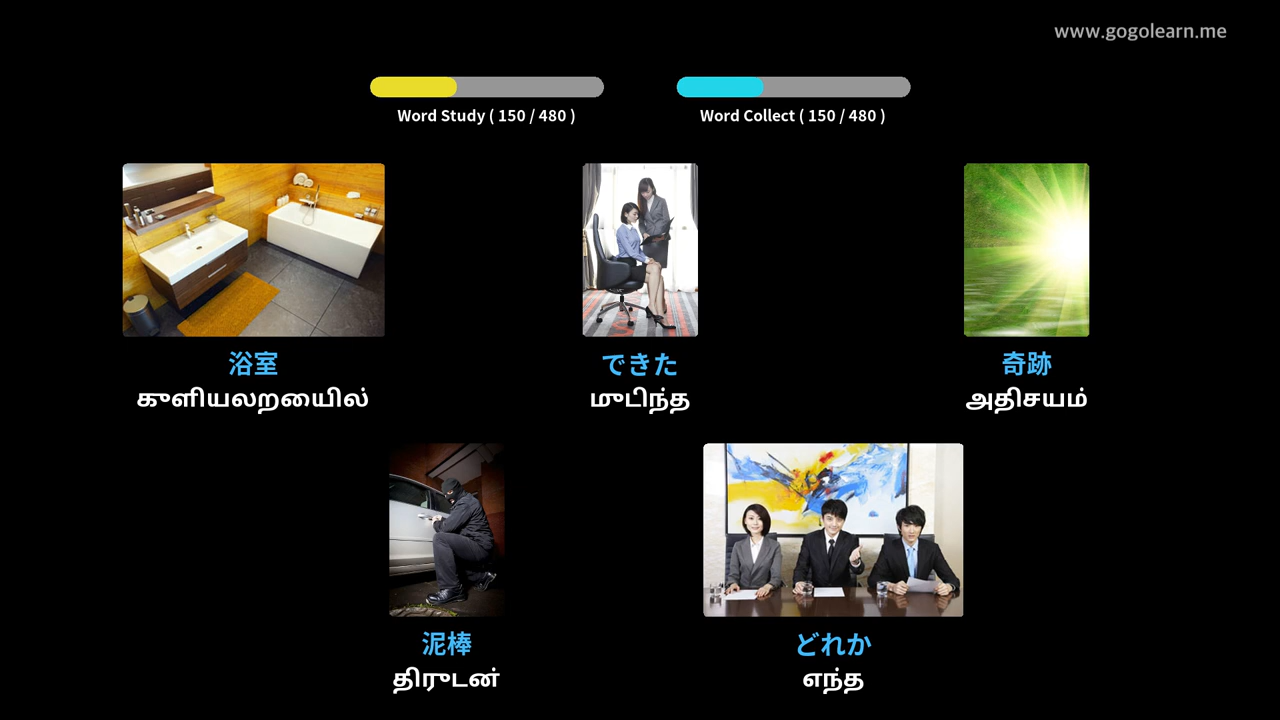 www.gogolearn.me
Word Study ( 150 / 480 )
Word Collect ( 150 / 480 )
浴室
குளியலறையில்
できた
முடிந்த
奇跡
அதிசயம்
泥棒
திருடன்
どれか
எந்த